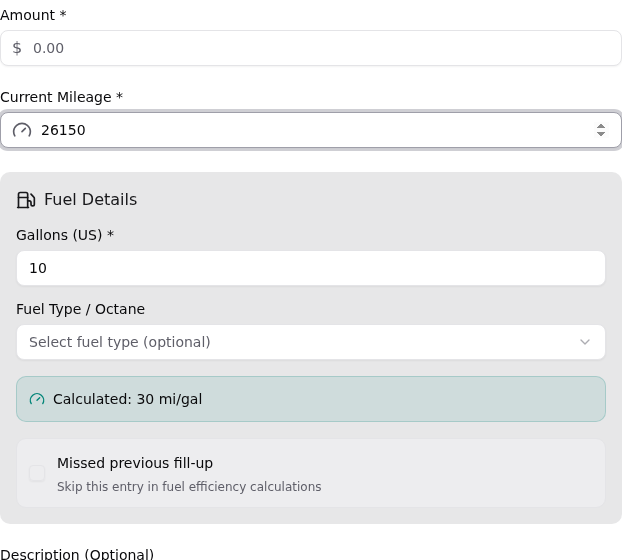 Amount *
$ 0.00
Current Mileage *
26150
Fuel Details
Gallons (US) *
10
Fuel Type / Octane
Select fuel type (optional)
Calculated: 30 mi/gal
Missed previous fill-up
Skip this entry in fuel efficiency calculations
Description (Optional)